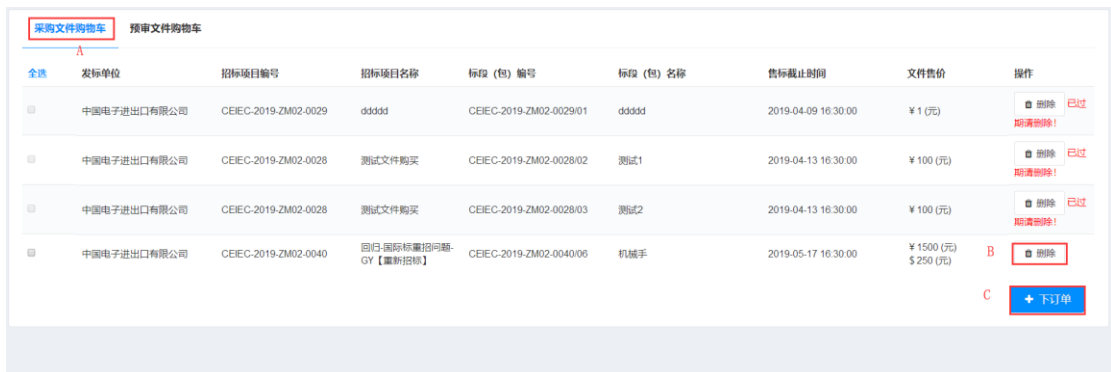 采购文件购物车 预审文件购物车
A
全选 发标单位 招标项目编号 招标项目名称 标段（包）编号 标段（包）名称 售标截止时间 文件售价 操作
中国电子进出口有限公司 CEIEC-2019-ZM02-0029 ddddd CEIEC-2019-ZM02-0029/01 ddddd 2019-04-09 16:30:00 ¥ 1 (元) 删除 已过
期请删除!
中国电子进出口有限公司 CEIEC-2019-ZM02-0028 测试文件购买 CEIEC-2019-ZM02-0028/02 测试1 2019-04-13 16:30:00 ¥ 100 (元) 删除 已过
期请删除!
中国电子进出口有限公司 CEIEC-2019-ZM02-0028 测试文件购买 CEIEC-2019-ZM02-0028/03 测试2 2019-04-13 16:30:00 ¥ 100 (元) 删除 已过
期请删除!
中国电子进出口有限公司 CEIEC-2019-ZM02-0040 回归-国际标重招问题- CEIEC-2019-ZM02-0040/06 机械手 2019-05-17 16:30:00 ¥ 1500 (元) B 删除
GY【重新招标】 $ 250 (元)
C + 下订单